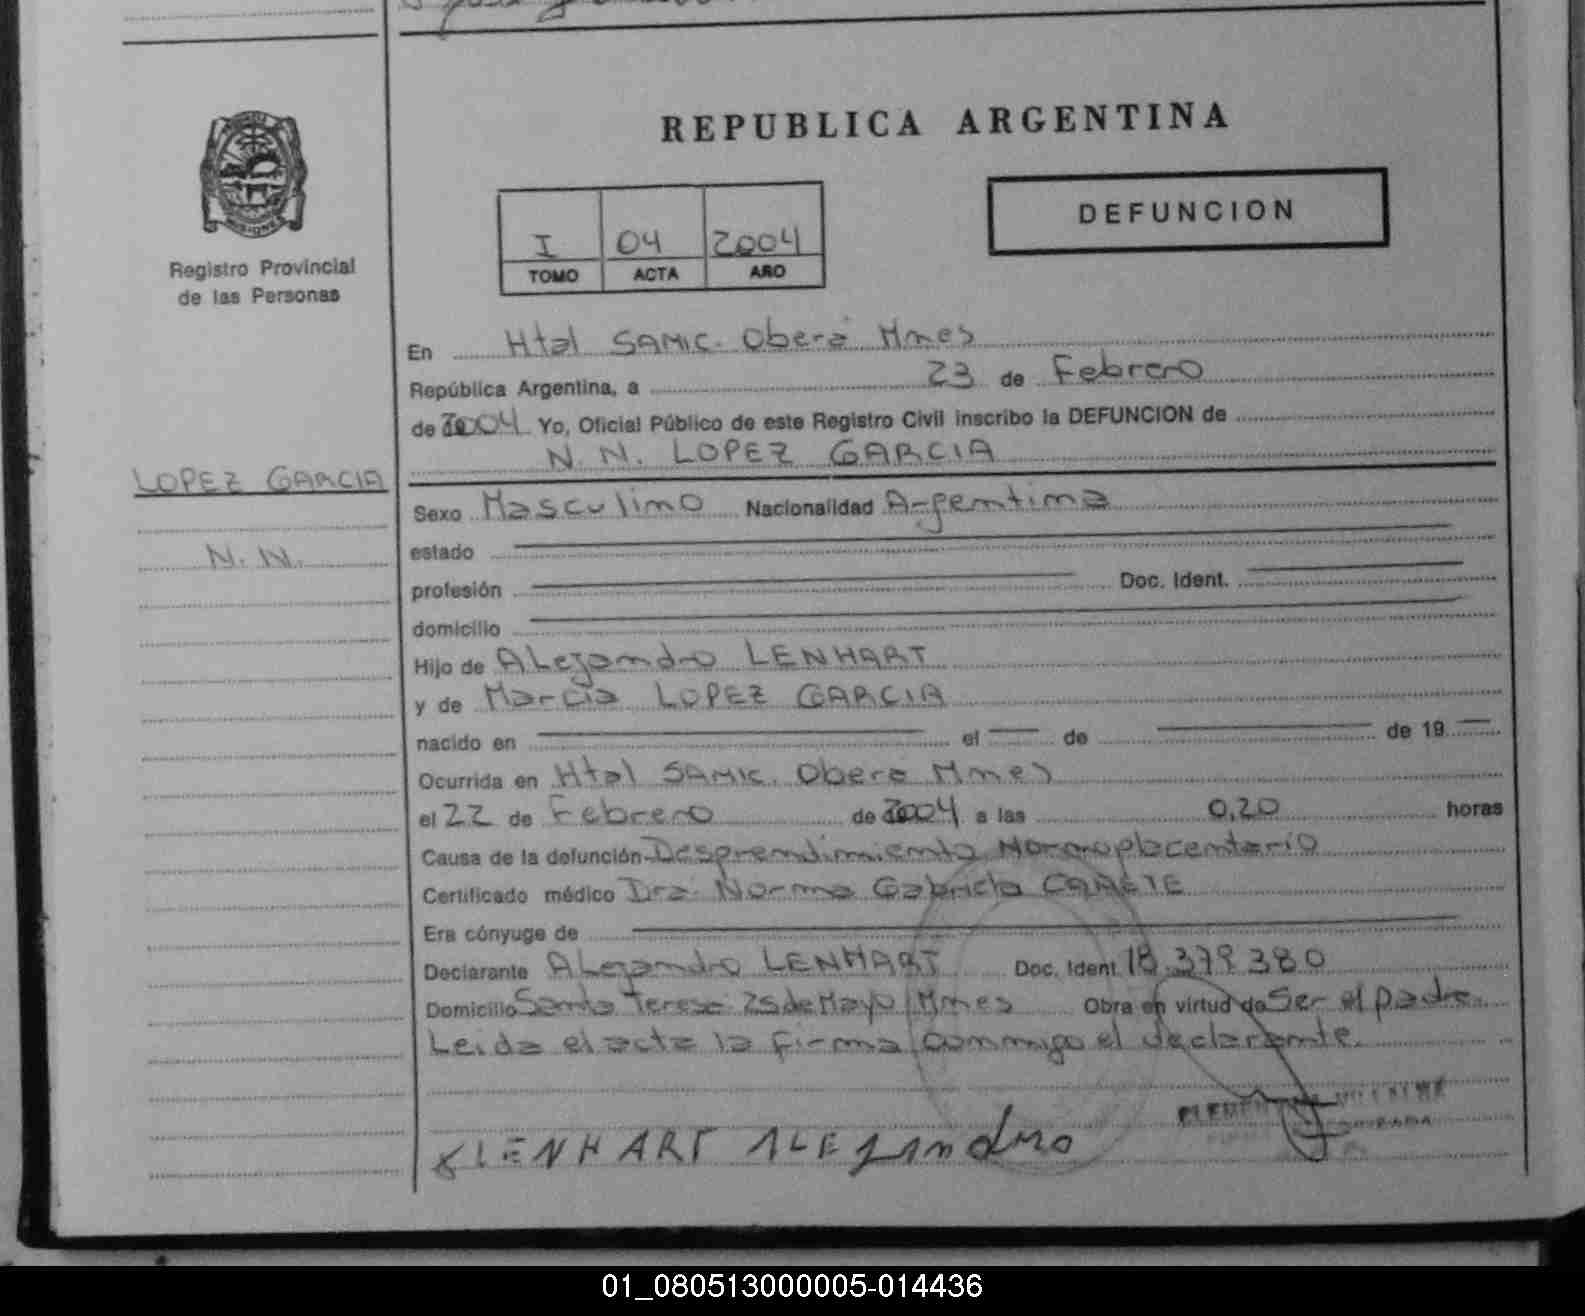 REPUBLICA ARGENTINA
DEFUNCION
I 04 2004
TOMO ACTA AÑO
Registro Provincial
de las Personas
En Htal SAMIC. Oberá Mnes
República Argentina, a 23 de Febrero
de 2004 Yo, Oficial Público de este Registro Civil inscribo la DEFUNCION de
N. N. LOPEZ GARCIA
LOPEZ GARCIA
N. N.
Sexo Masculino Nacionalidad Argentina
estado
profesión Doc. Ident.
domicilio
Hijo de Alejandro LENHART
y de Marcia LOPEZ GARCIA
nacido en el de de 19
Ocurrida en Htal SAMIC. Obera Mnes
el 22 de Febrero de 2004 a las 0,20 horas
Causa de la defunción Desprendimiento Normoplacentario
Certificado médico Dra. Norma Gabriela CAÑETE
Era cónyuge de
Declarante Alejandro LENHART Doc. Ident 18.379.380
Domicilio Santa Teresa 25 de Mayo Mnes Obra en virtud de Ser el padre.
Leida el acta la firma conmigo el declarante.
LENHART ALEJandro
01_080513000005-014436